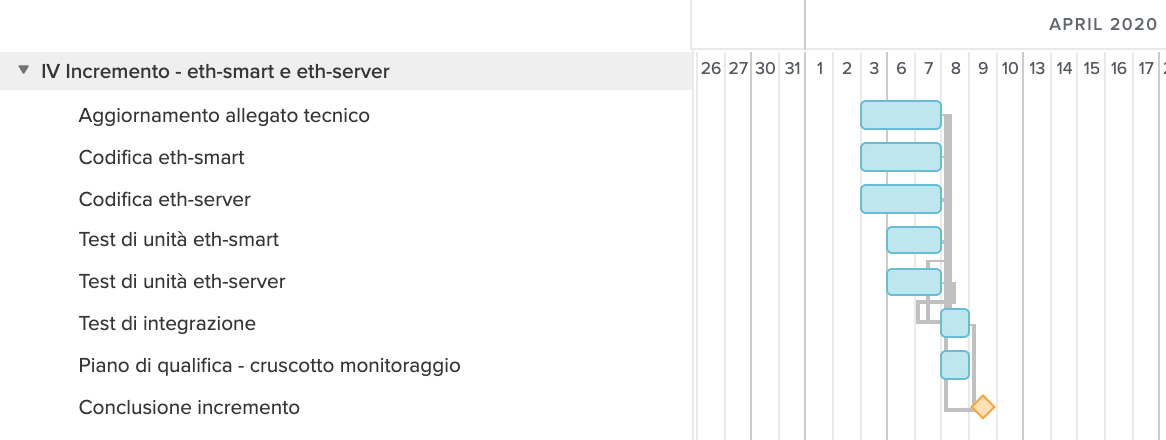 APRIL 2020
IV Incremento - eth-smart e eth-server
26 27 30 31 1 2 3 6 7 8 9 10 13 14 15 16 17
Aggiornamento allegato tecnico
Codifica eth-smart
Codifica eth-server
Test di unità eth-smart
Test di unità eth-server
Test di integrazione
Piano di qualifica - cruscotto monitoraggio
Conclusione incremento